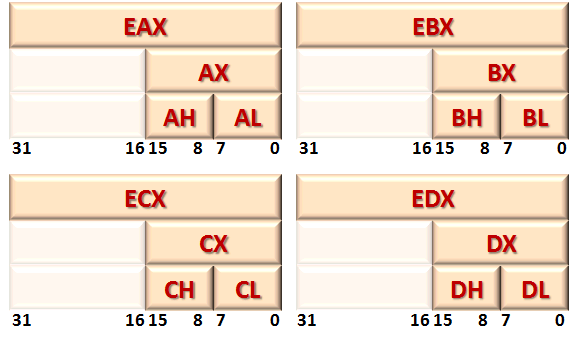 EAX EBX
AX BX
AH AL BH BL
31 16 15 8 7 0 31 16 15 8 7 0
ECX EDX
CX DX
CH CL DH DL
31 16 15 8 7 0 31 16 15 8 7 0